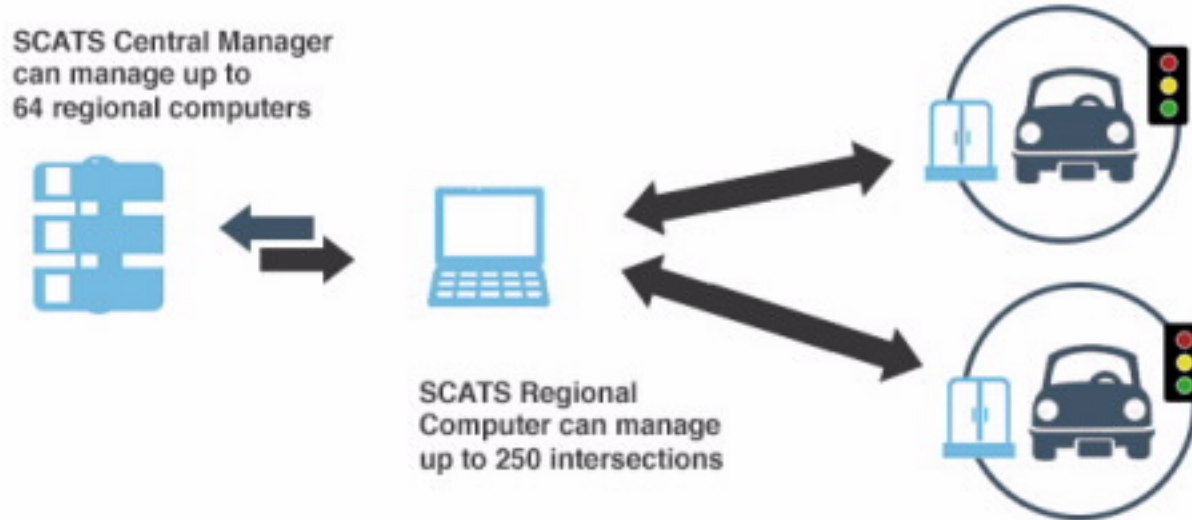 SCATS Central Manager
can manage up to
64 regional computers
SCATS Regional
Computer can manage
up to 250 intersections